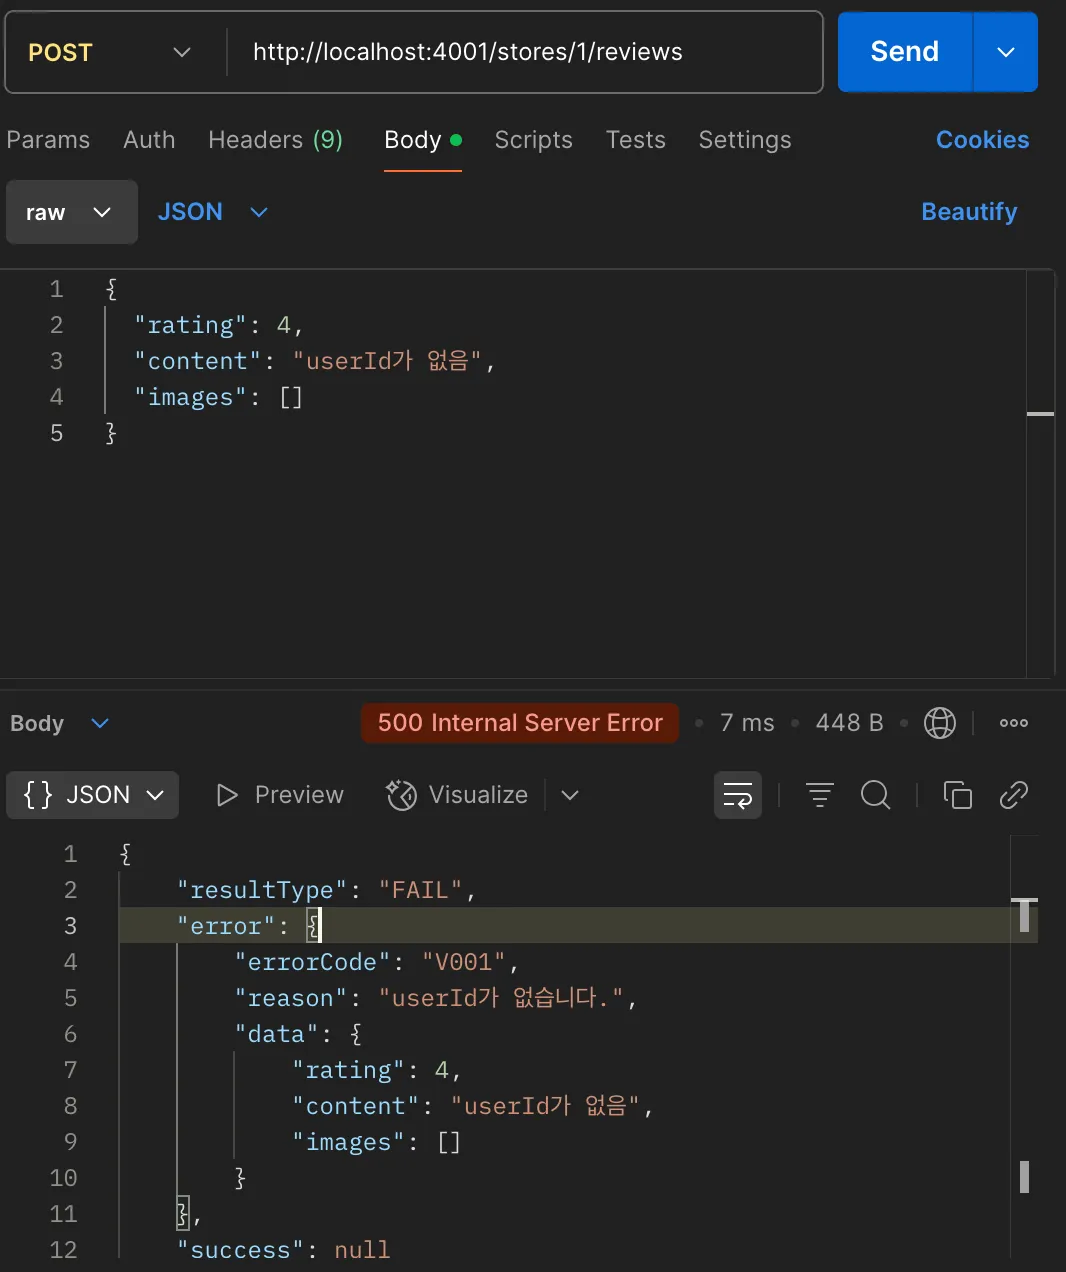 POST http://localhost:4001/stores/1/reviews Send
Params Auth Headers (9) Body Scripts Tests Settings Cookies
raw JSON Beautify
1 {
2 "rating": 4,
3 "content": "userId가 없음",
4 "images": []
5 }
Body 500 Internal Server Error • 7 ms • 448 B
{} JSON Preview Visualize
1 {
2 "resultType": "FAIL",
3 "error": {
4 "errorCode": "V001",
5 "reason": "userId가 없습니다.",
6 "data": {
7 "rating": 4,
8 "content": "userId가 없음",
9 "images": []
10 }
11 },
12 "success": null